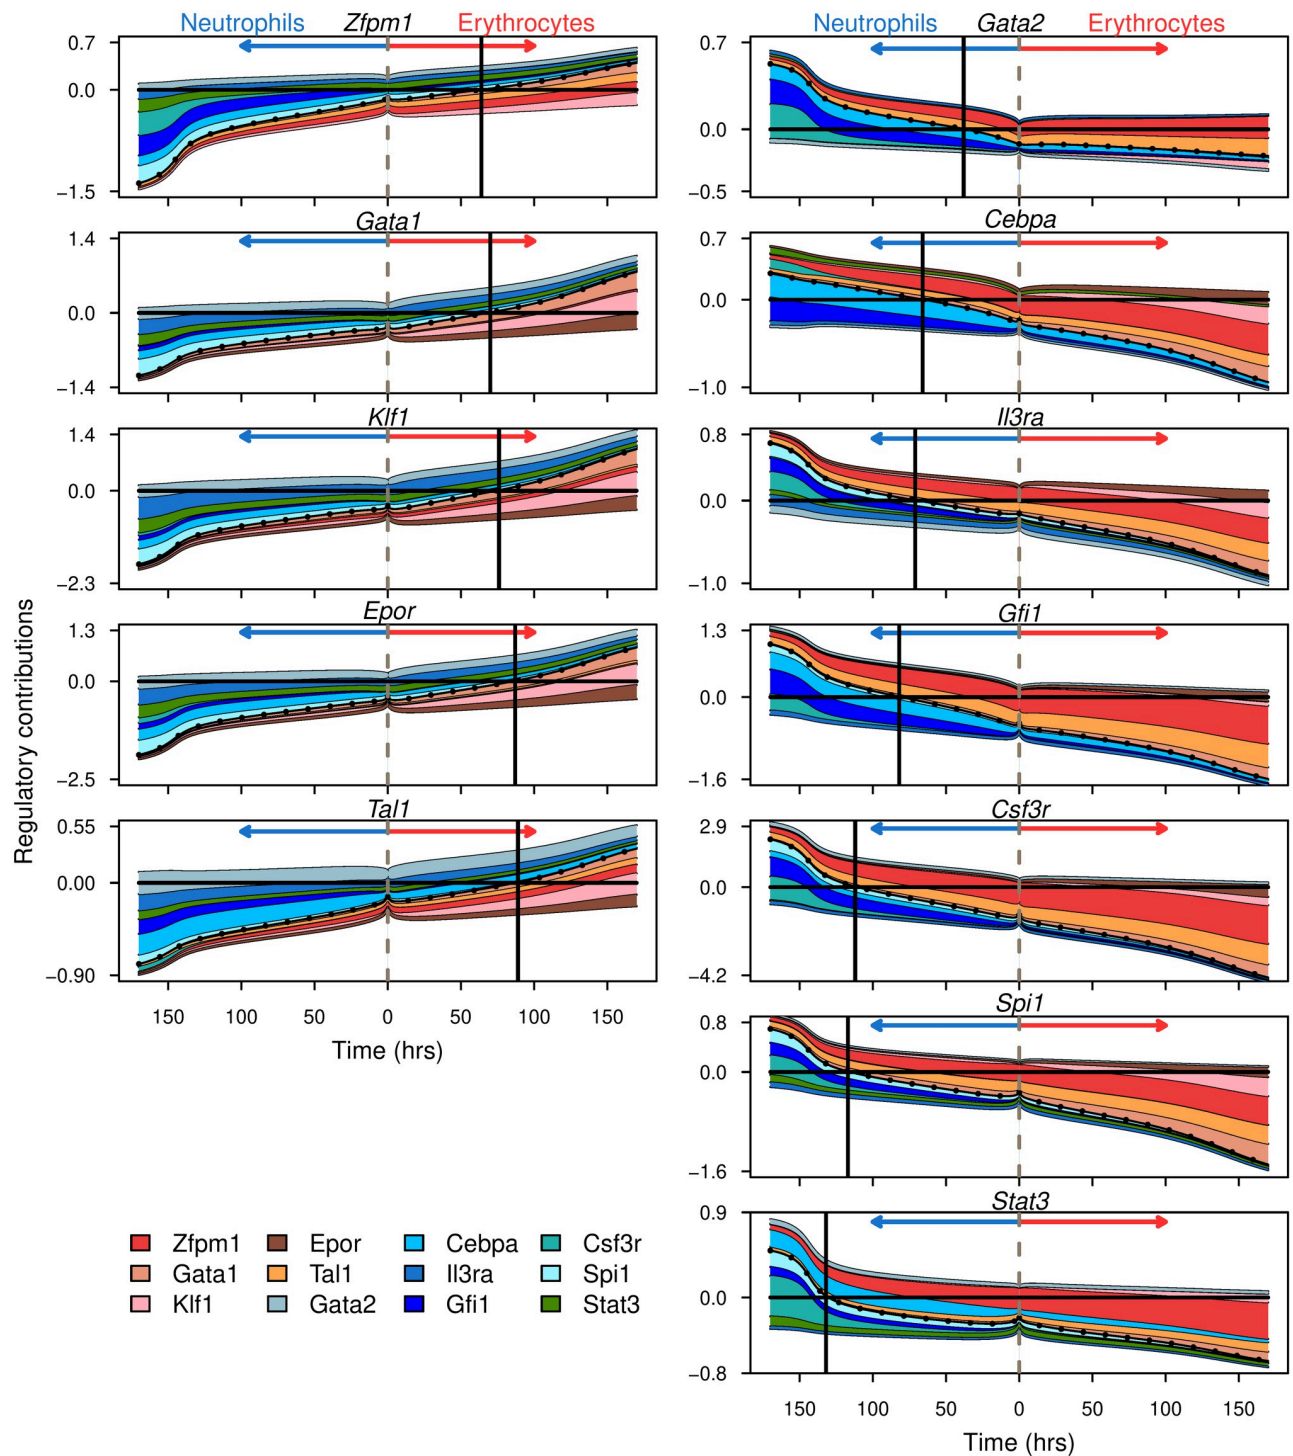 Neutrophils Zfpm1 Erythrocytes
0.7
0.0
−1.5
Gata1
1.4
0.0
−1.4
Klf1
1.4
0.0
−2.3
Epor
1.3
0.0
−2.5
Tal1
0.55
0.00
−0.90
150 100 50 0 50 100 150
Time (hrs)
Regulatory contributions
Neutrophils Gata2 Erythrocytes
0.7
0.0
−0.5
Cebpa
0.7
0.0
−1.0
Il3ra
0.8
0.0
−1.0
Gfi1
1.3
0.0
−1.6
Csf3r
2.9
0.0
−4.2
Spi1
0.8
0.0
−1.6
Stat3
0.9
0.0
−0.8
150 100 50 0 50 100 150
Time (hrs)
Zfpm1 Epor Cebpa Csf3r
Gata1 Tal1 Il3ra Spi1
Klf1 Gata2 Gfi1 Stat3